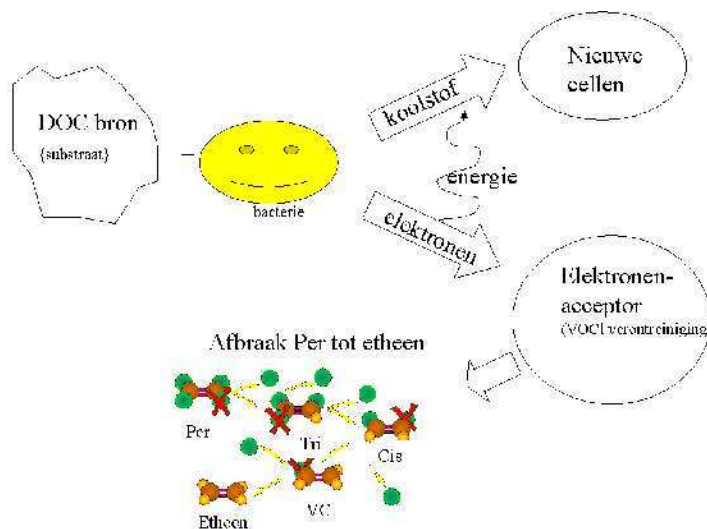 DOC bron
{substraat}
bacterie
koolstof
Nieuwe
cellen
energie
elektronen
Elektronen-
acceptor
(VOCl verontreiniging
Afbraak Per tot etheen
Per
Tri
Cis
VC
Etheen